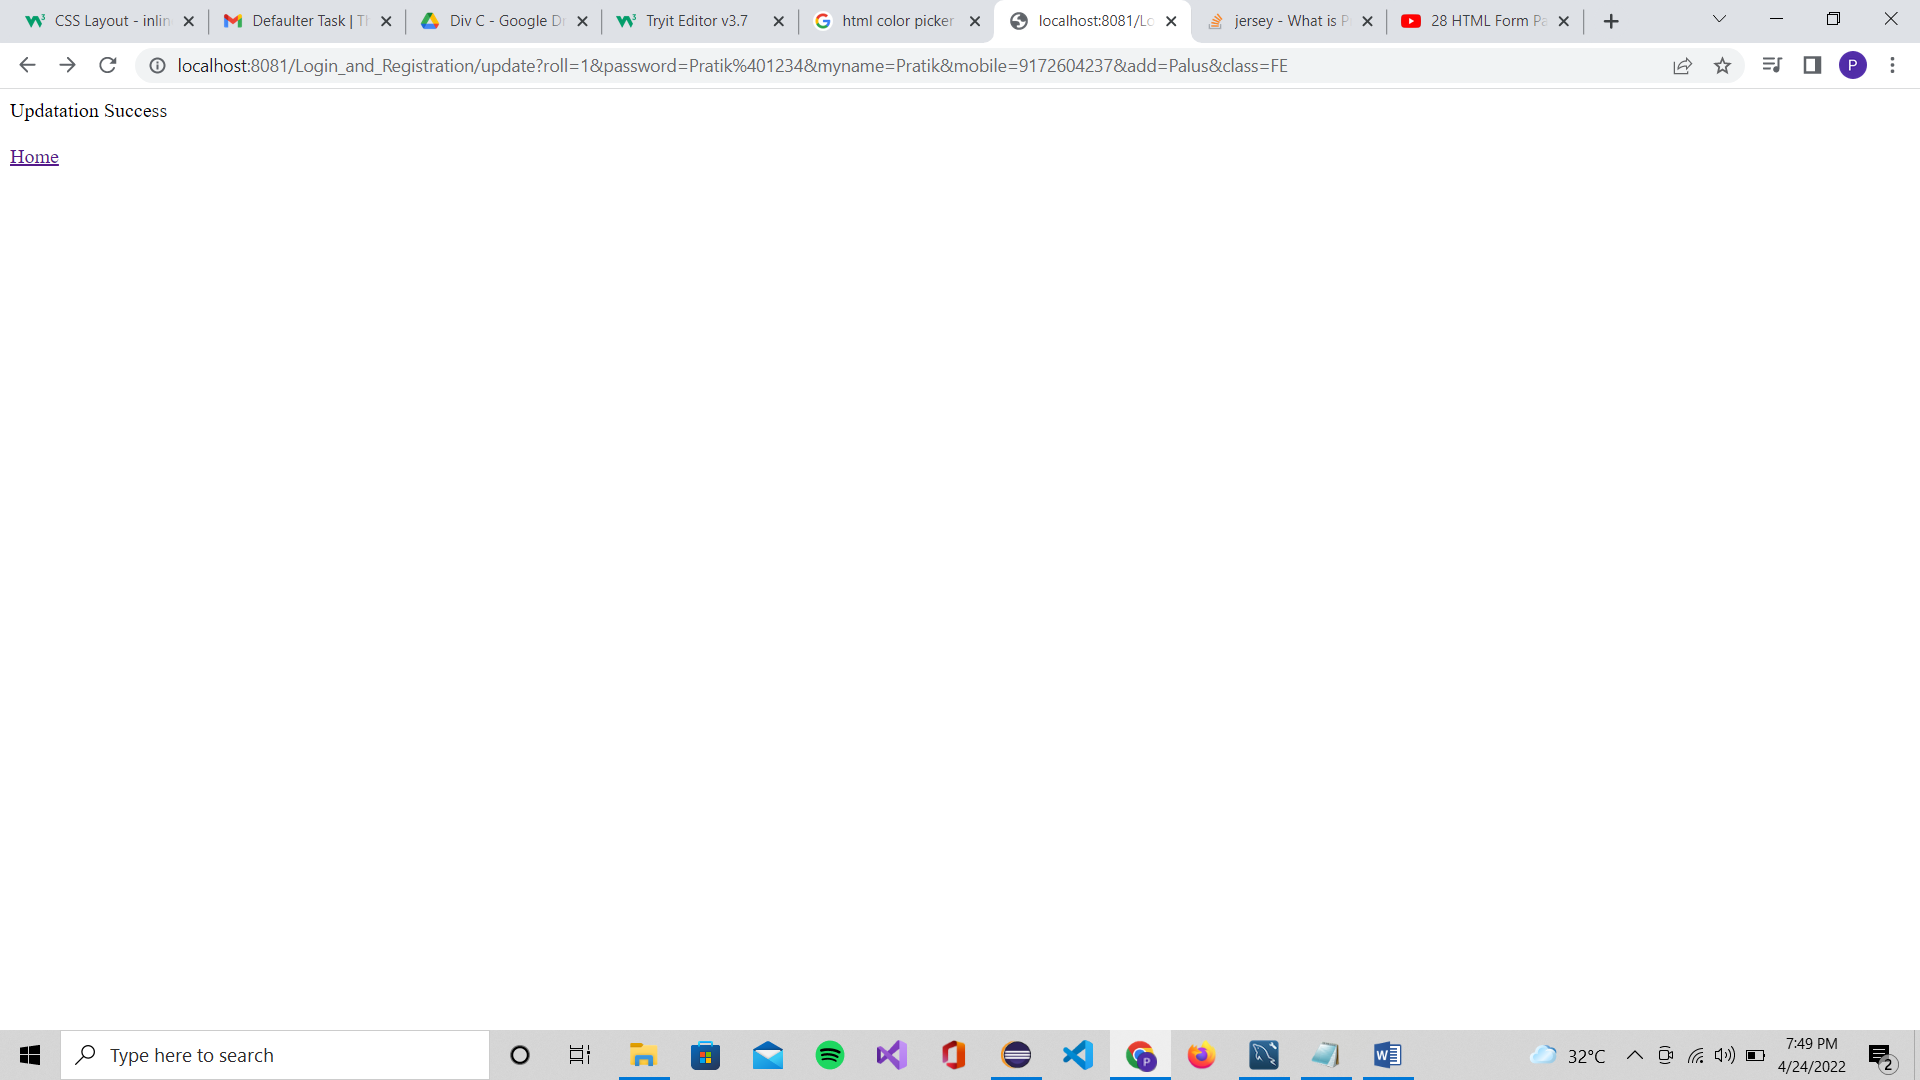 CSS Layout - inlin
Defaulter Task | Th
Div C - Google Dr
Tryit Editor v3.7
html color picker
localhost:8081/Lo
jersey - What is P
28 HTML Form Pa
localhost:8081/Login_and_Registration/update?roll=1&password=Pratik%401234&myname=Pratik&mobile=9172604237&add=Palus&class=FE
P
Updatation Success
Home
Type here to search
P
32°C
7:49 PM
4/24/2022
2